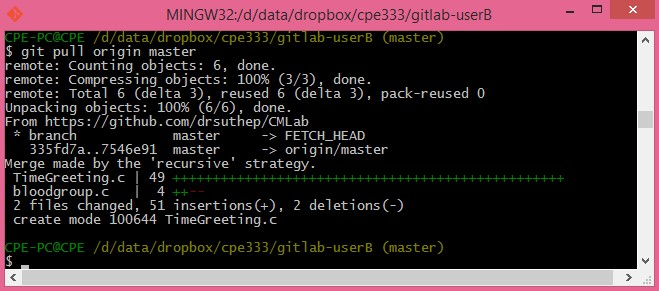 MINGW32:/d/data/dropbox/cpe333/gitlab-userB
CPE-PC@CPE /d/data/dropbox/cpe333/gitlab-userB (master)
$ git pull origin master
remote: Counting objects: 6, done.
remote: Compressing objects: 100% (3/3), done.
remote: Total 6 (delta 3), reused 6 (delta 3), pack-reused 0
Unpacking objects: 100% (6/6), done.
From https://github.com/drsuthep/CMLab
 * branch            master     -> FETCH_HEAD
   335fd7a..7546e91  master     -> origin/master
Merge made by the 'recursive' strategy.
 TimeGreeting.c | 49 +++++++++++++++++++++++++++++++++++++++++++++++++
 bloodgroup.c   |  4 ++--
 2 files changed, 51 insertions(+), 2 deletions(-)
 create mode 100644 TimeGreeting.c
CPE-PC@CPE /d/data/dropbox/cpe333/gitlab-userB (master)
$